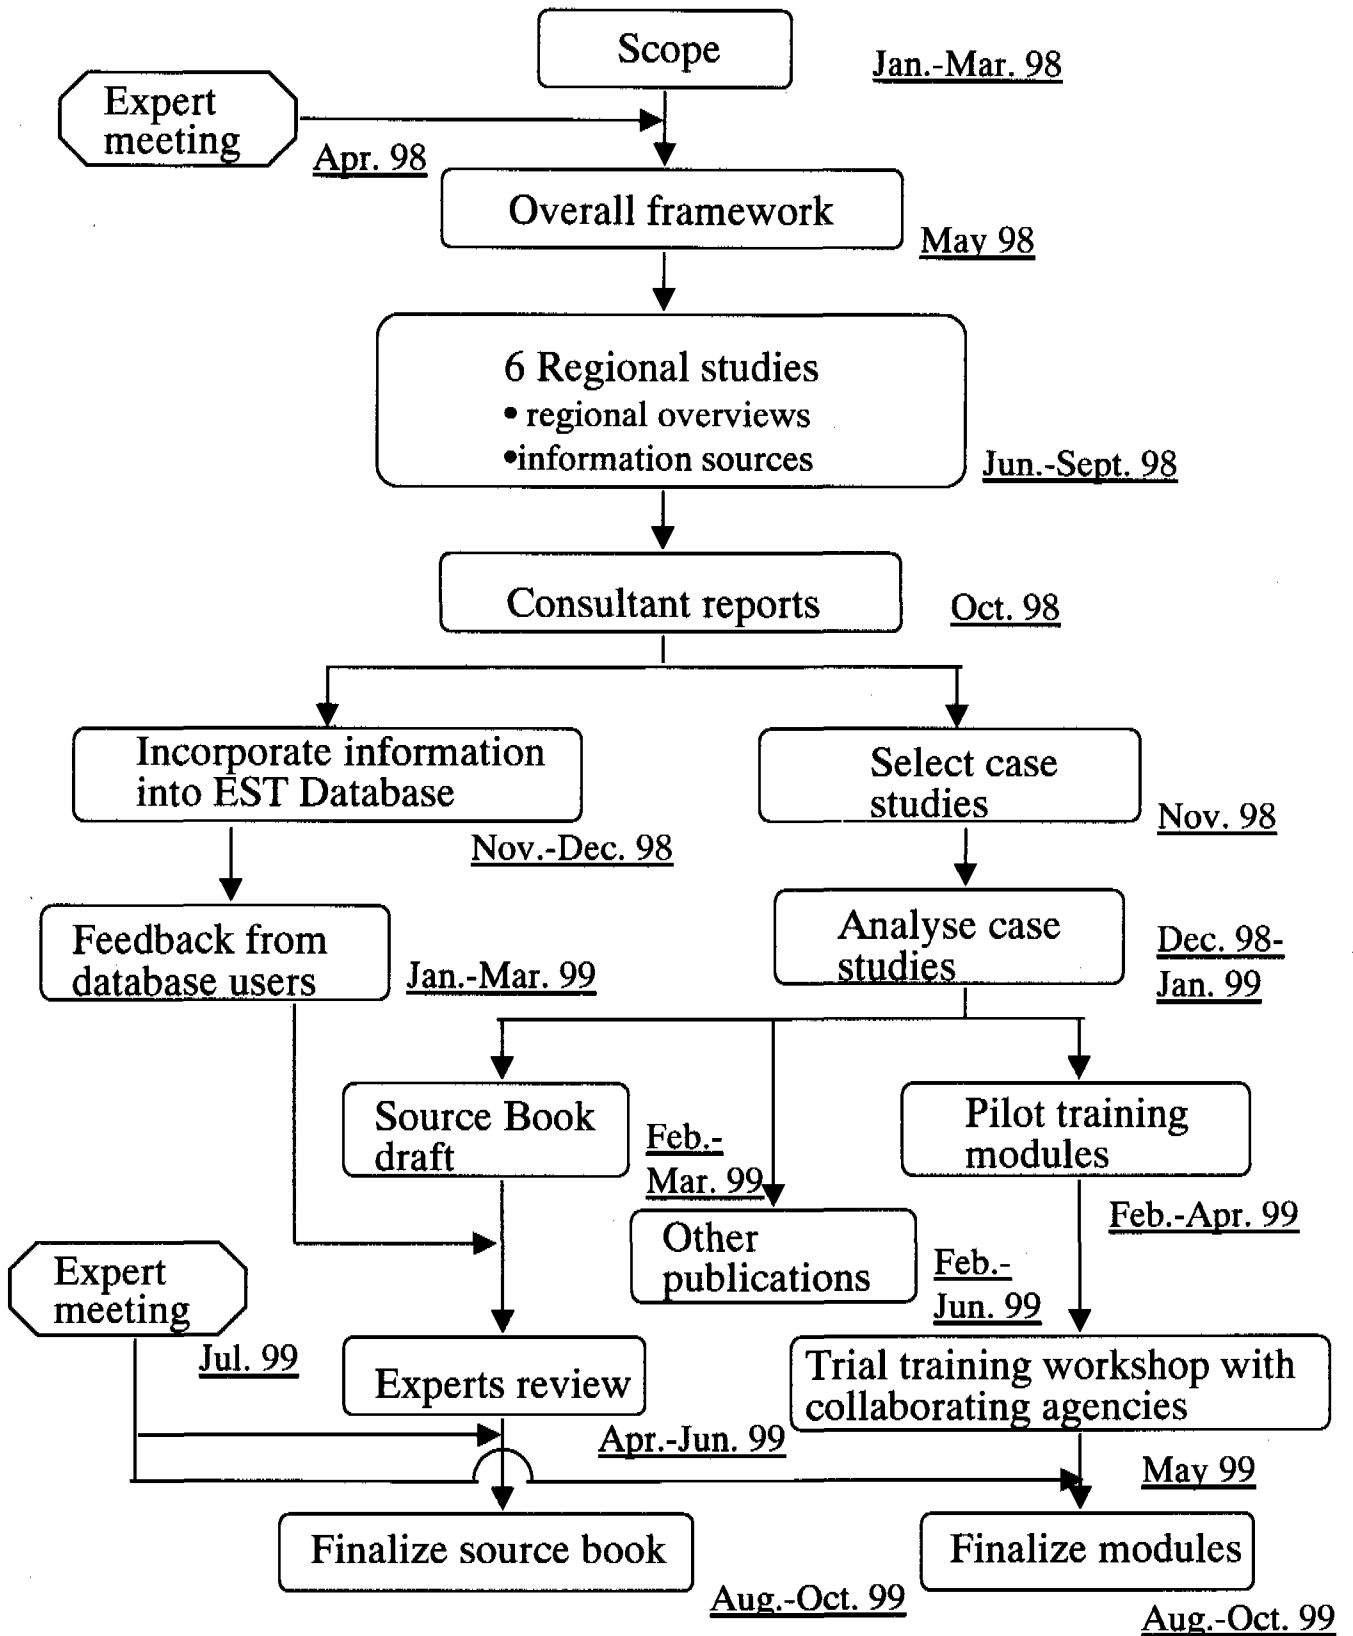 Scope
Jan.-Mar. 98
Expert
meeting
Apr. 98
Overall framework
May 98
6 Regional studies
• regional overviews
•information sources
Jun.-Sept. 98
Consultant reports
Oct. 98
Incorporate information
into EST Database
Nov.-Dec. 98
Select case
studies
Nov. 98
Feedback from
database users
Jan.-Mar. 99
Analyse case
studies
Dec. 98-
Jan. 99
Source Book
draft
Feb.-
Mar. 99
Pilot training
modules
Feb.-Apr. 99
Other
publications
Feb.-
Jun. 99
Expert
meeting
Jul. 99
Experts review
Apr.-Jun. 99
Trial training workshop with
collaborating agencies
May 99
Finalize source book
Aug.-Oct. 99
Finalize modules
Aug.-Oct. 99